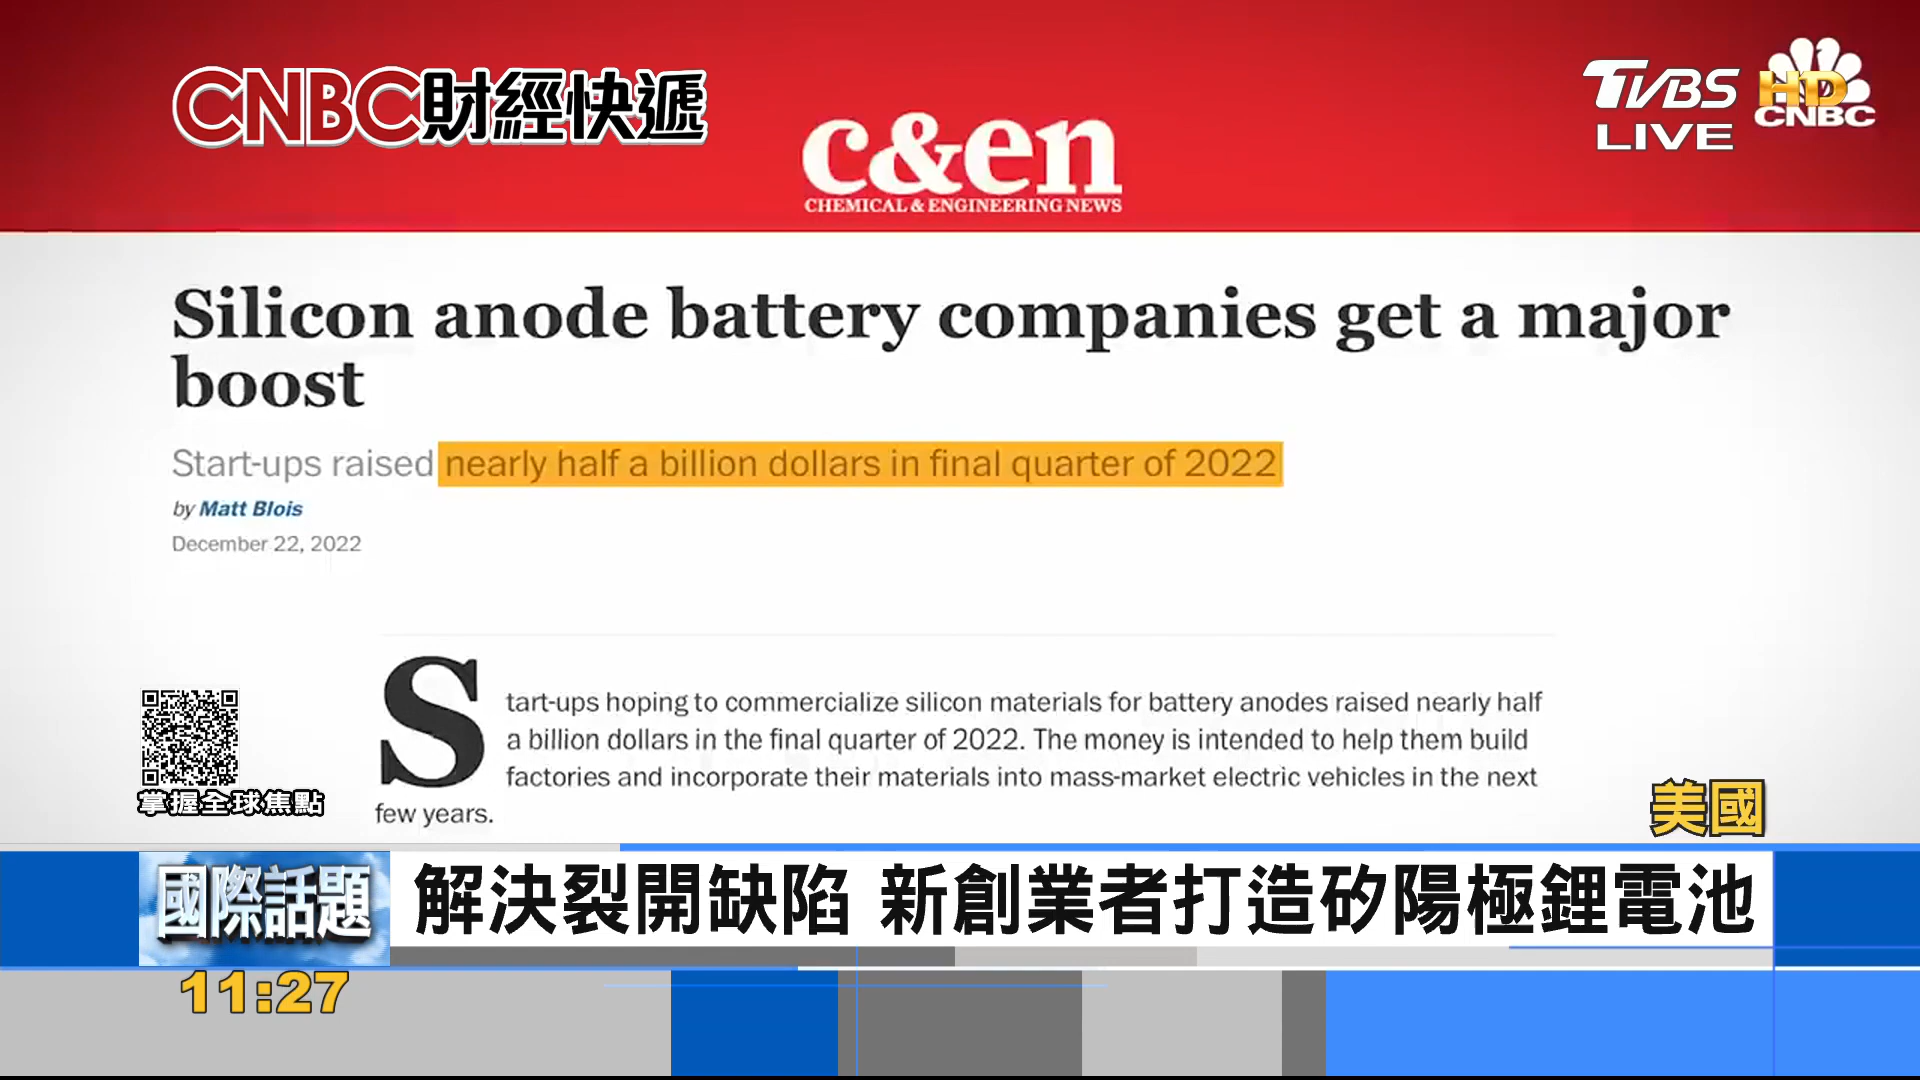 CNBC財經快遞
c&en
CHEMICAL & ENGINEERING NEWS
TVBS
LIVE
HD
CNBC
Silicon anode battery companies get a major
boost
Start-ups raised nearly half a billion dollars in final quarter of 2022
by Matt Blois
December 22, 2022
Start-ups hoping to commercialize silicon materials for battery anodes raised nearly half
a billion dollars in the final quarter of 2022. The money is intended to help them build
factories and incorporate their materials into mass-market electric vehicles in the next
few years.
掌握全球焦點
美國
國際話題
解決裂開缺陷 新創業者打造矽陽極鋰電池
11:27